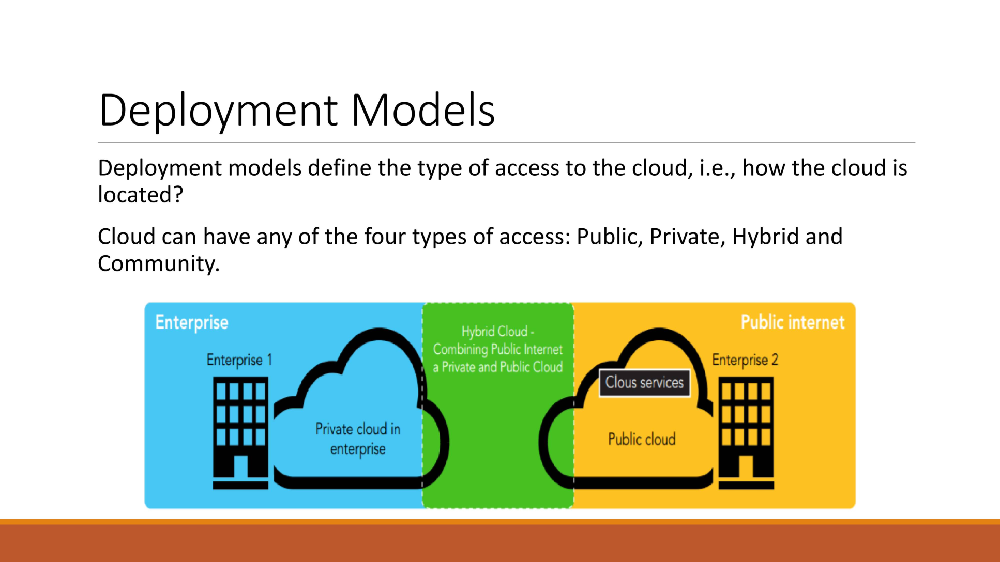 Deployment Models
Deployment models define the type of access to the cloud, i.e., how the cloud is
located?
Cloud can have any of the four types of access: Public, Private, Hybrid and
Community.
Enterprise
Enterprise 1
Private cloud in
enterprise
Hybrid Cloud -
Combining Public Internet
a Private and Public Cloud
Public internet
Clous services
Public cloud
Enterprise 2